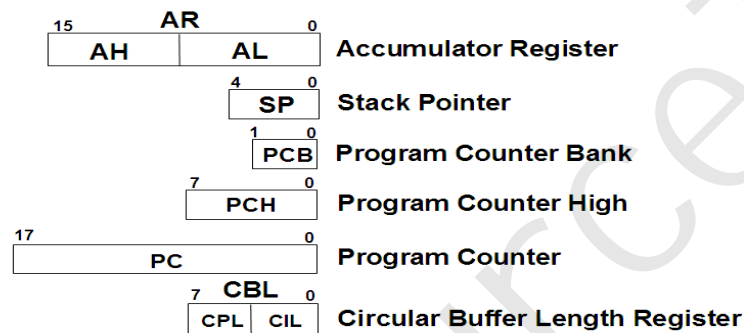 AR
15 0
AH AL Accumulator Register
4 0
SP Stack Pointer
1 0
PCB Program Counter Bank
7 0
PCH Program Counter High
17 0
PC Program Counter
7 CBL 0
CPL CIL Circular Buffer Length Register